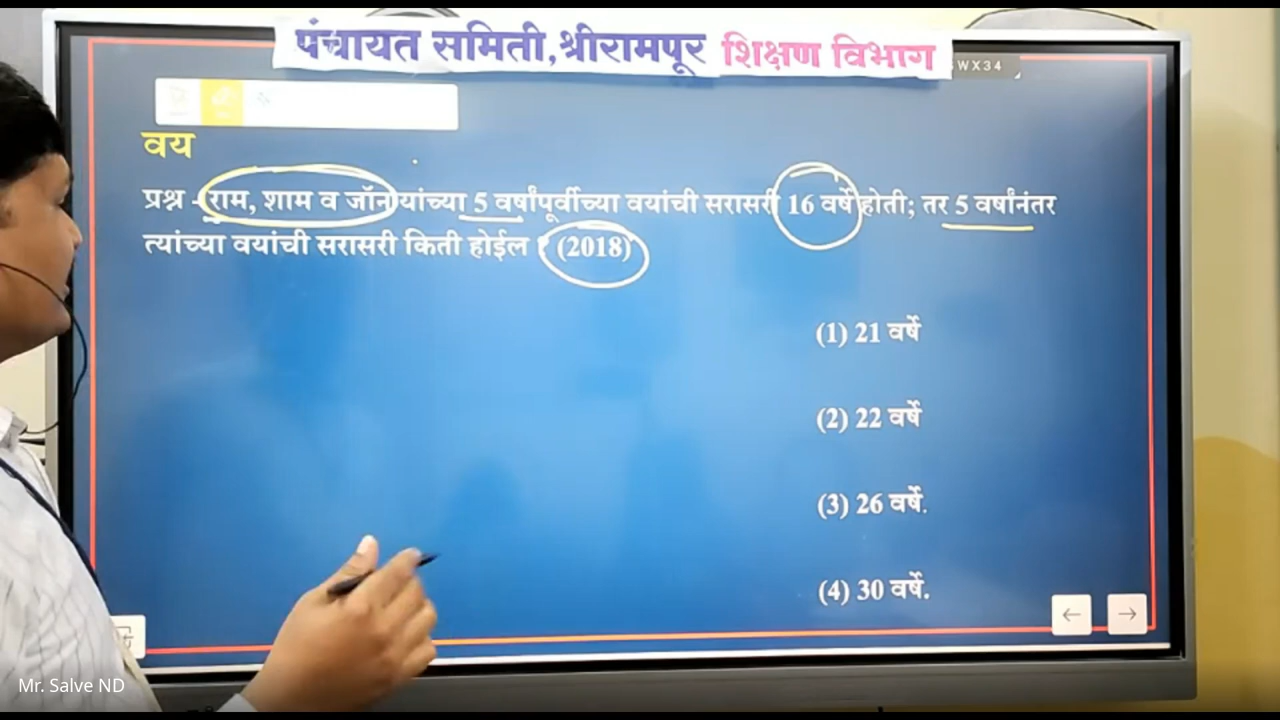 पंचायत समिती,श्रीरामपूर शिक्षण विभाग
WX34
वय
प्रश्न - राम, शाम व जॉन यांच्या 5 वर्षांपूर्वीच्या वयांची सरासरी 16 वर्षे होती; तर 5 वर्षांनंतर
त्यांच्या वयांची सरासरी किती होईल ? (2018)
(1) 21 वर्षे
(2) 22 वर्षे
(3) 26 वर्षे.
(4) 30 वर्षे.
Mr. Salve ND